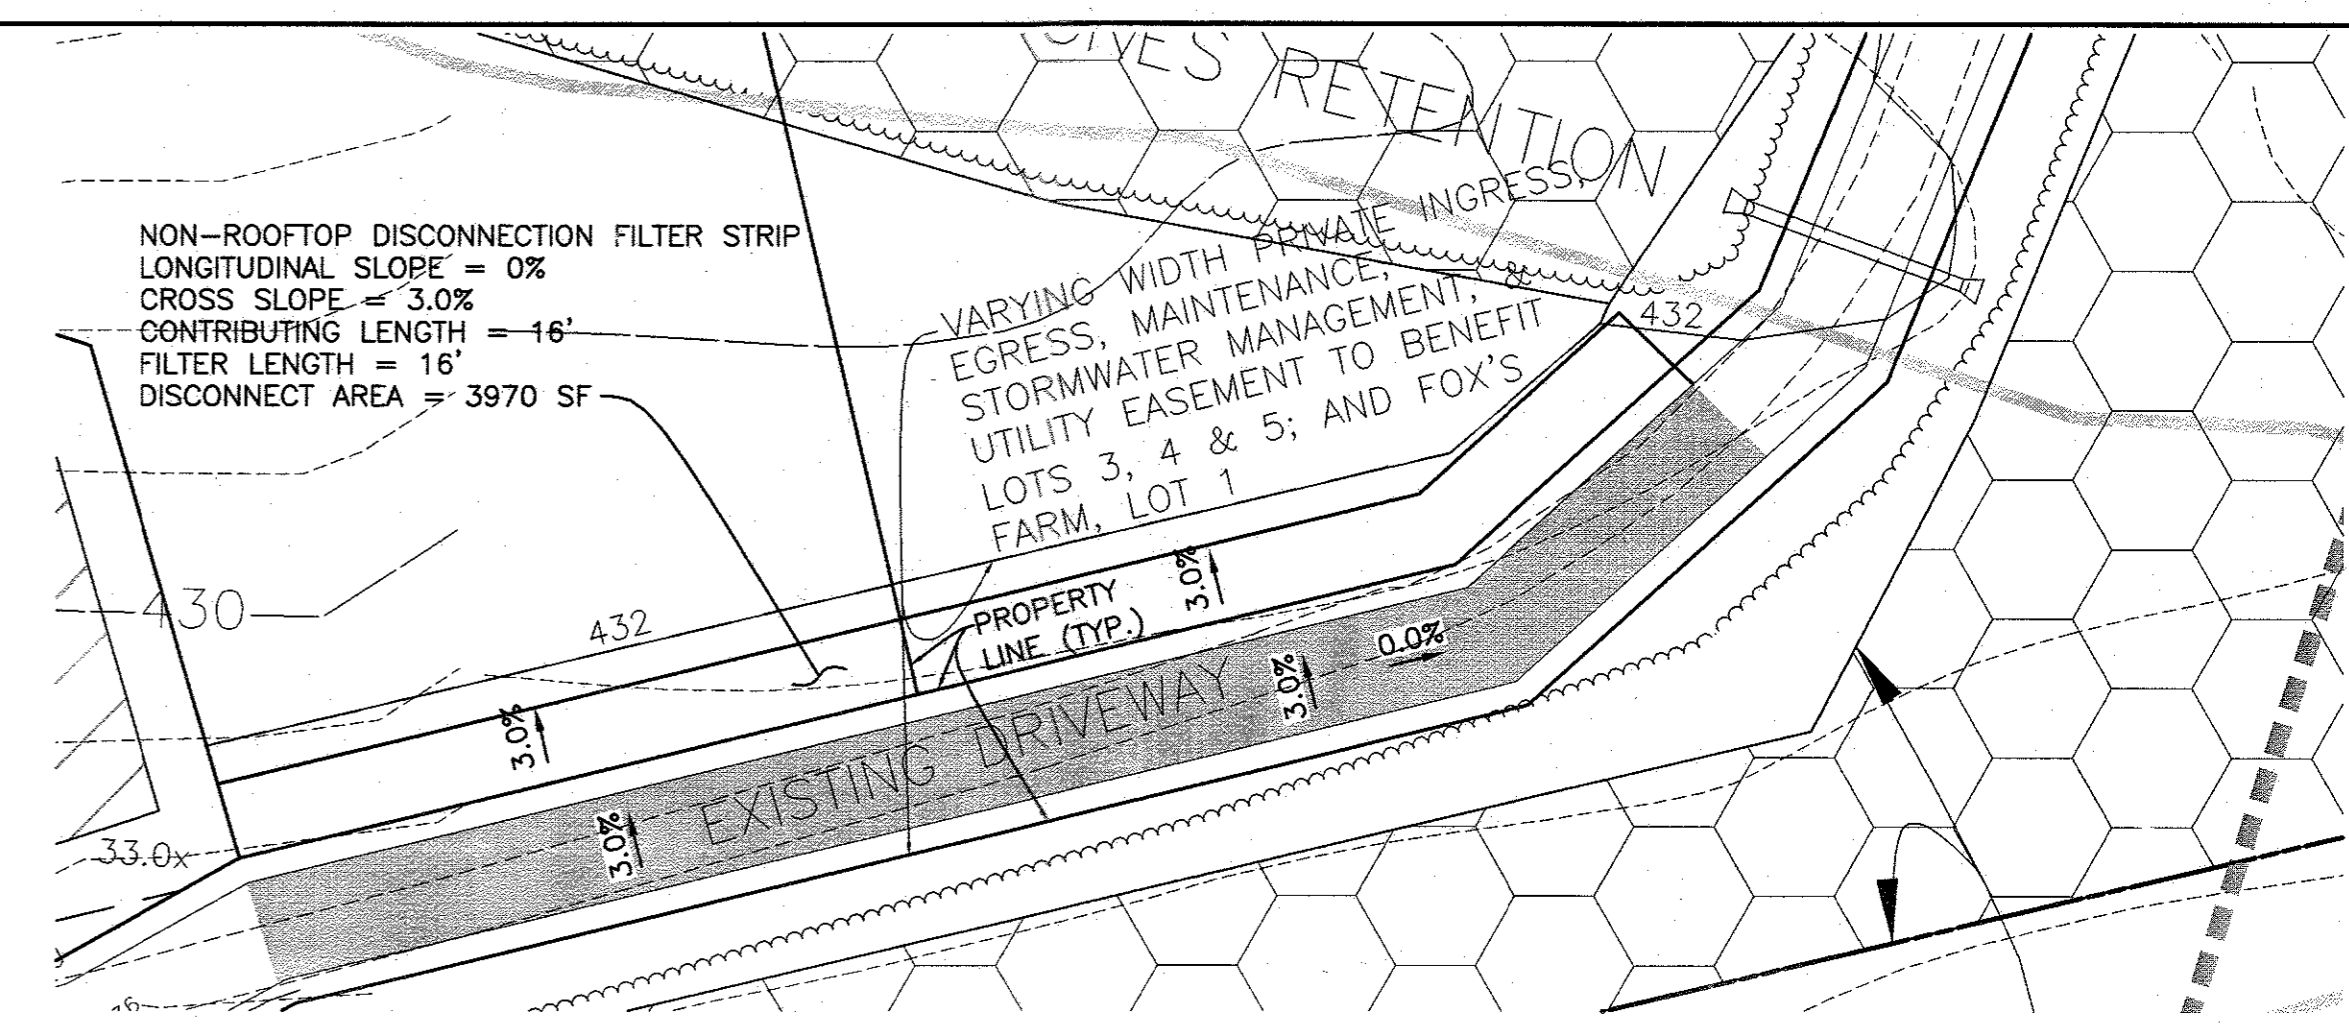 RETENTION
NON-ROOFTOP DISCONNECTION FILTER STRIP
LONGITUDINAL SLOPE = 0%
CROSS SLOPE = 3.0%
CONTRIBUTING LENGTH = 16'
FILTER LENGTH = 16'
DISCONNECT AREA = 3970 SF
VARYING WIDTH PRIVATE INGRESS,
EGRESS, MAINTENANCE,
STORMWATER MANAGEMENT, &
UTILITY EASEMENT TO BENEFIT
LOTS 3, 4 & 5; AND FOX'S
FARM, LOT 1
432
430
432
PROPERTY
LINE (TYP.)
3.0%
0.0%
3.0%
3.0%
EXISTING DRIVEWAY
3.0%
33.0x